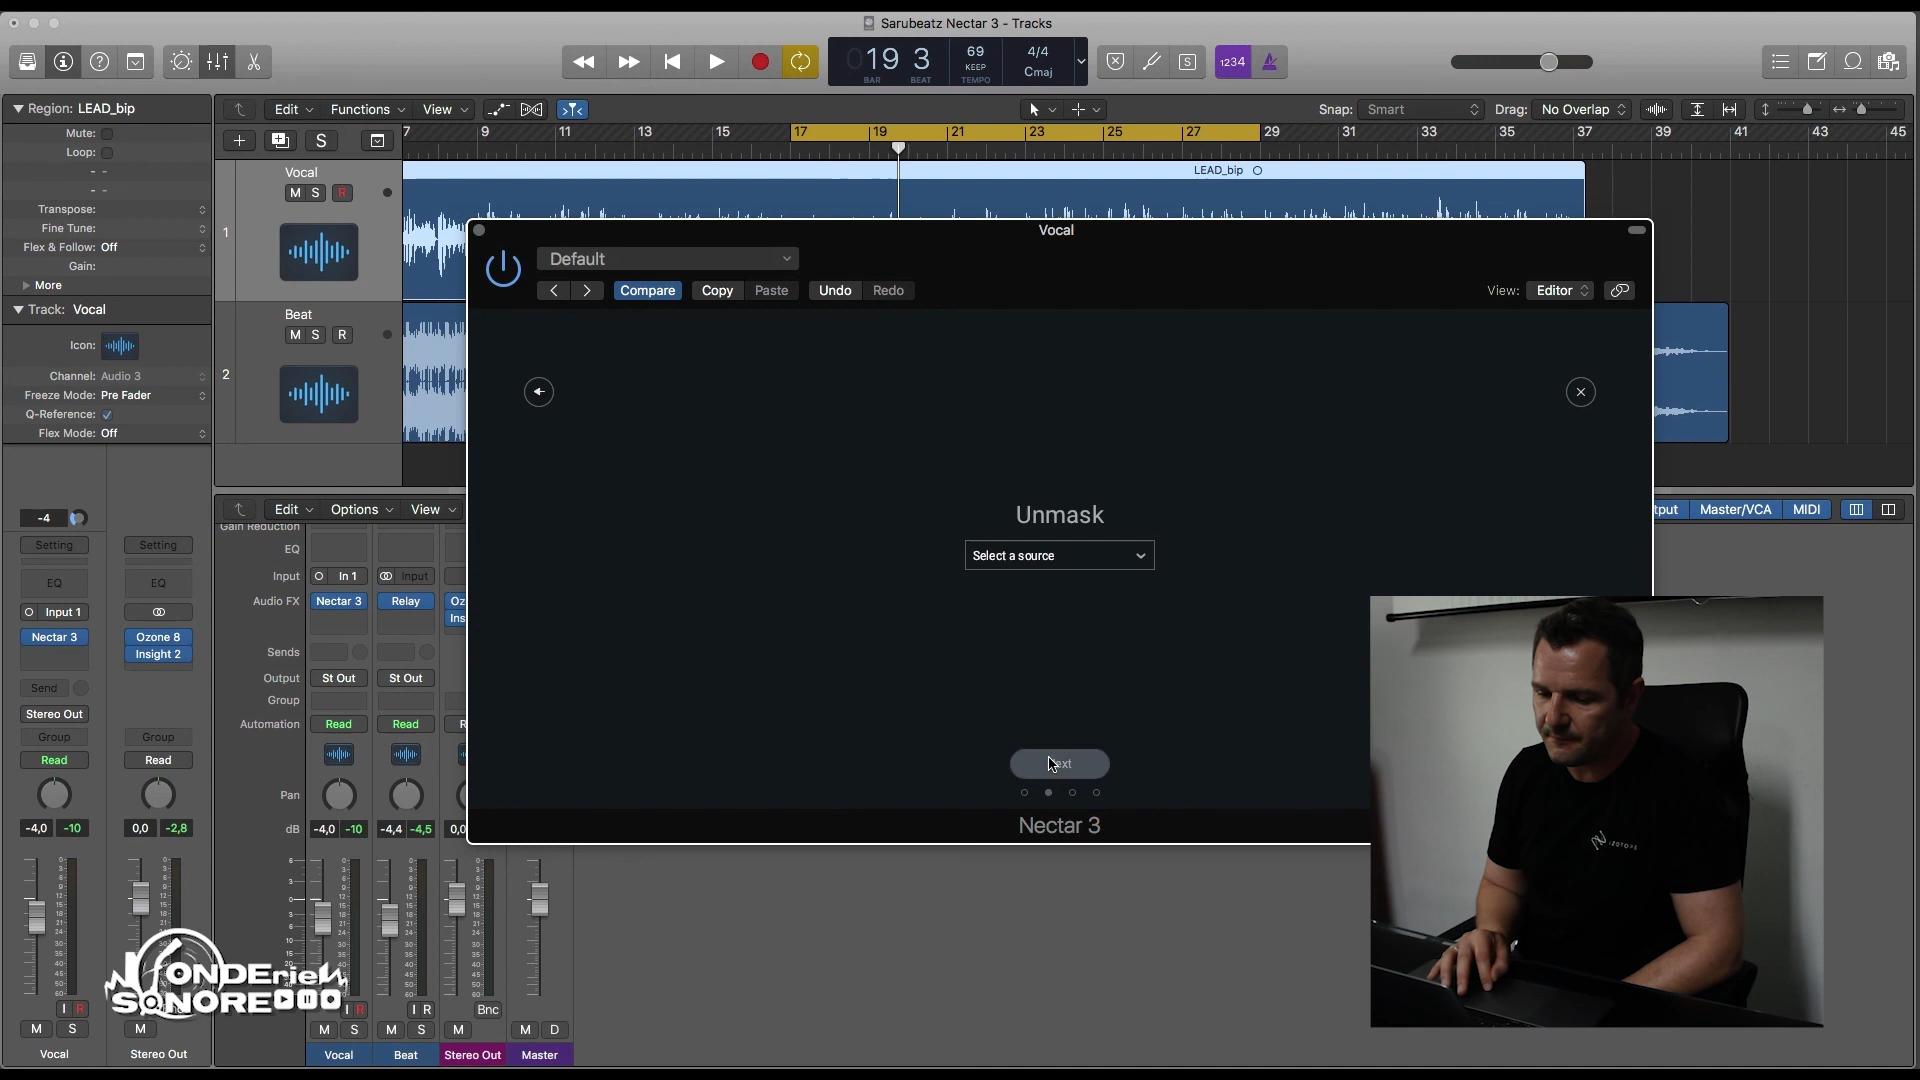 Sarubeatz Nectar 3 - Tracks
19 3
BAR BEAT
69
KEEP
TEMPO
4/4
Cmaj
S
1234
Region: LEAD_bip
Mute:
Loop:
Transpose:
Fine Tune:
Flex & Follow: Off
Gain:
More
Track: Vocal
Icon:
Channel: Audio 3
Freeze Mode: Pre Fader
Q-Reference:
Flex Mode: Off
Edit Functions View
Snap: Smart
Drag: No Overlap
S
7 9 11 13 15 17 19 21 23 25 27 29 31 33 35 37 39 41 43 45
1
Vocal
M S R
LEAD_bip
2
Beat
M S R
Vocal
Default
Compare Copy Paste Undo Redo
View: Editor
Unmask
Select a source
Nectar 3
Edit Options View
Master/VCA MIDI
-4
Setting Setting
EQ EQ
Input 1
Nectar 3 Ozone 8
Insight 2
Send
Stereo Out
Group Group
Read Read
-4,0 -10 0,0 -2,8
I R
M S M
Vocal Stereo Out
Gain Reduction
EQ
Input In 1 Input
Audio FX Nectar 3 Relay
Sends
Output St Out St Out
Group
Automation Read Read
Pan
dB -4,0 -10 -4,4 -4,5
I R I R Bnc
M S M S M M D
Vocal Beat Stereo Out Master
ONDErieN
SONORE
IZOTOPE